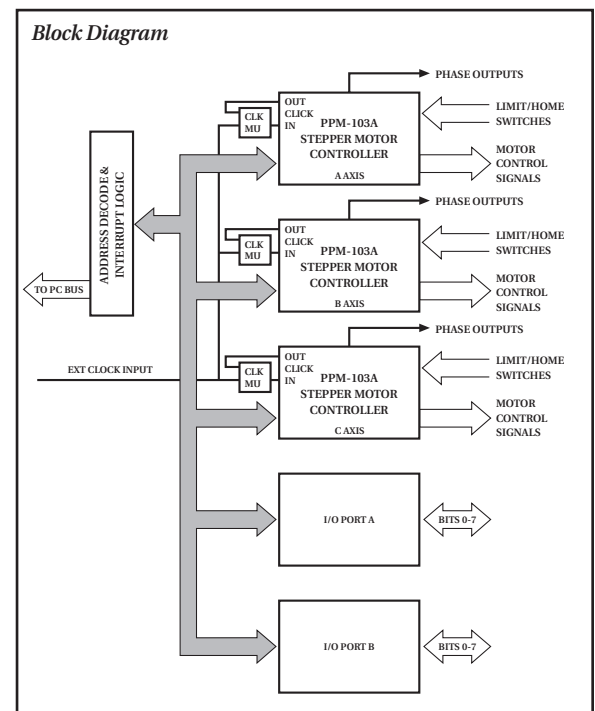 Block Diagram
PHASE OUTPUTS
OUT
CLICK
IN
CLK
MU
PPM-103A
STEPPER MOTOR
CONTROLLER
A AXIS
LIMIT/HOME
SWITCHES
MOTOR
CONTROL
SIGNALS
ADDRESS DECODE &
INTERRUPT LOGIC
TO PC BUS
PHASE OUTPUTS
OUT
CLICK
IN
CLK
MU
PPM-103A
STEPPER MOTOR
CONTROLLER
B AXIS
LIMIT/HOME
SWITCHES
MOTOR
CONTROL
SIGNALS
PHASE OUTPUTS
EXT CLOCK INPUT
OUT
CLICK
IN
CLK
MU
PPM-103A
STEPPER MOTOR
CONTROLLER
C AXIS
LIMIT/HOME
SWITCHES
MOTOR
CONTROL
SIGNALS
I/O PORT A
BITS 0-7
I/O PORT B
BITS 0-7